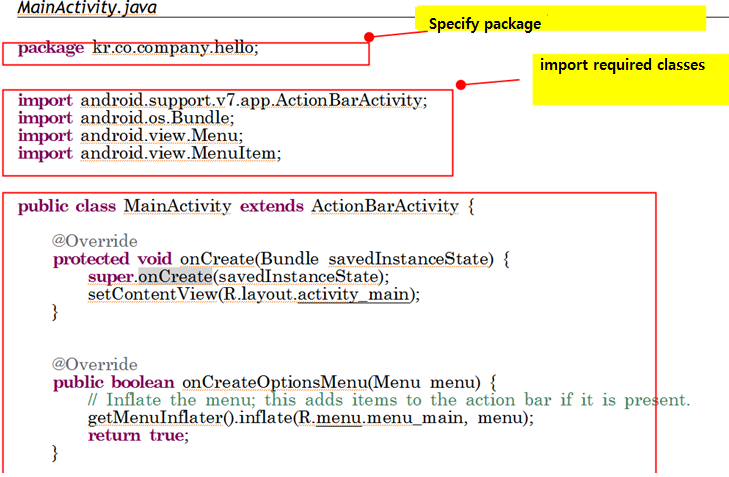 MainActivity.java
Specify package
package kr.co.company.hello;
import required classes
import android.support.v7.app.ActionBarActivity;
import android.os.Bundle;
import android.view.Menu;
import android.view.MenuItem;
public class MainActivity extends ActionBarActivity {
@Override
protected void onCreate(Bundle savedInstanceState) {
super.onCreate(savedInstanceState);
setContentView(R.layout.activity_main);
}
@Override
public boolean onCreateOptionsMenu(Menu menu) {
// Inflate the menu; this adds items to the action bar if it is present.
getMenuInflater().inflate(R.menu.menu_main, menu);
return true;
}